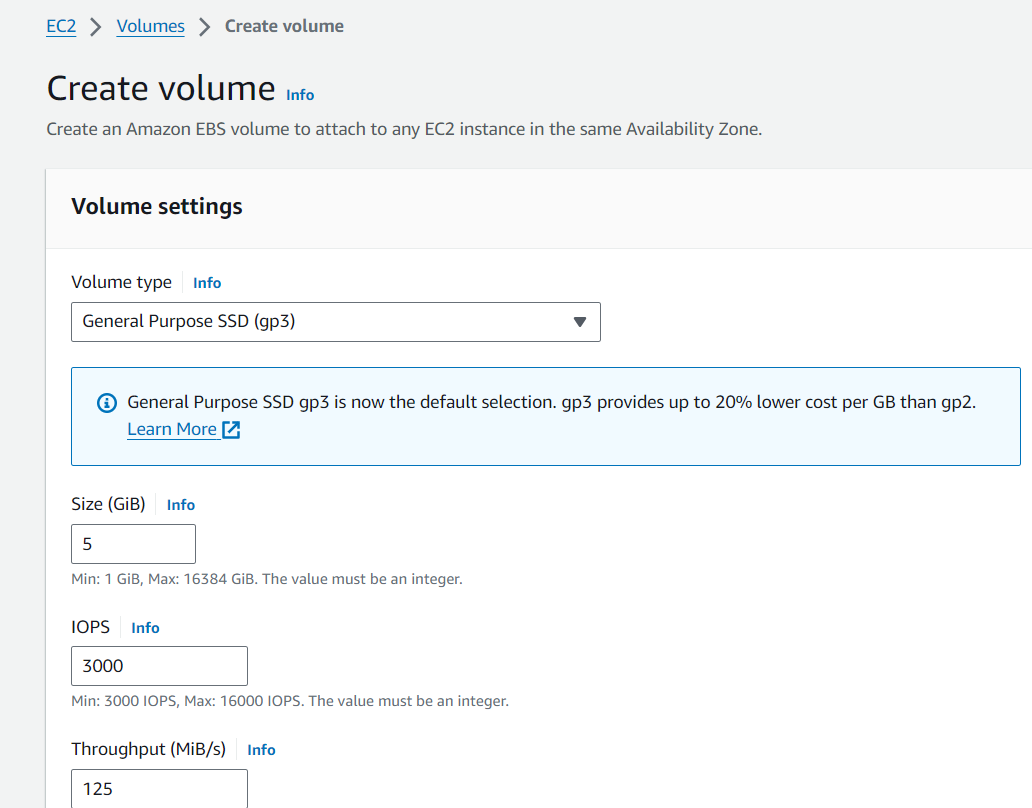 EC2 > Volumes > Create volume
Create volume Info
Create an Amazon EBS volume to attach to any EC2 instance in the same Availability Zone.
Volume settings
Volume type Info
General Purpose SSD (gp3)
General Purpose SSD gp3 is now the default selection. gp3 provides up to 20% lower cost per GB than gp2.
Learn More
Size (GiB) Info
5
Min: 1 GiB, Max: 16384 GiB. The value must be an integer.
IOPS Info
3000
Min: 3000 IOPS, Max: 16000 IOPS. The value must be an integer.
Throughput (MiB/s) Info
125